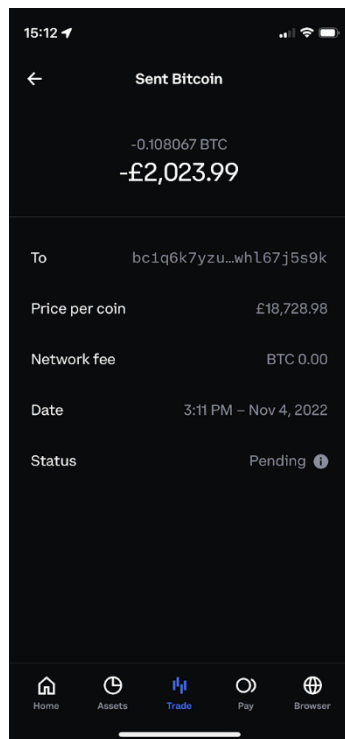 15:12
Sent Bitcoin
-0.108067 BTC
-£2,023.99
To bc1q6k7yzu…whl67j5s9k
Price per coin £18,728.98
Network fee BTC 0.00
Date 3:11 PM – Nov 4, 2022
Status Pending
Home Assets Trade Pay Browser